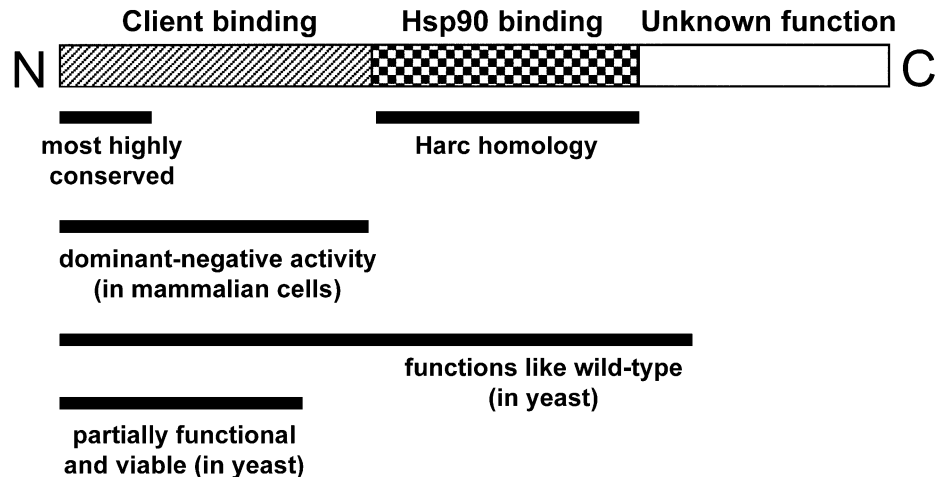 Client binding Hsp90 binding Unknown function
N C
most highly
conserved
Harc homology
dominant-negative activity
(in mammalian cells)
functions like wild-type
(in yeast)
partially functional
and viable (in yeast)